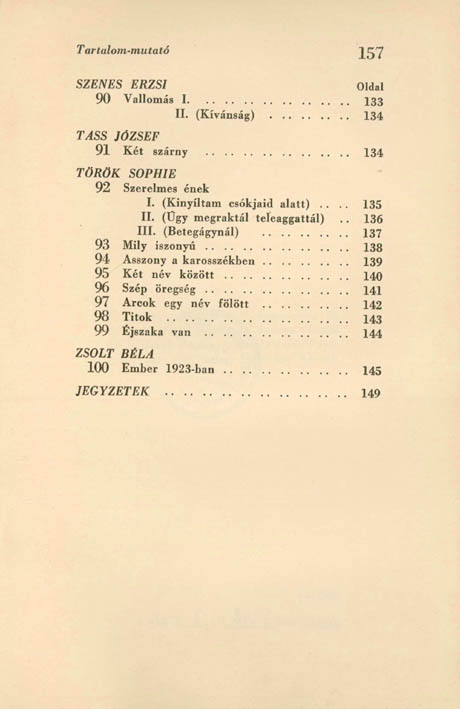 Tartalom-mutató 157
SZENES ERZSI Oldal
90 Vallomás I. .. .. .. .. .. .. .. .. 133
II. (Kívánság) .. .. .. .. .. 134
TASS JÓZSEF
91 Két szárny .. .. .. .. .. .. .. .. 134
TÖRÖK SOPHIE
92 Szerelmes ének
I. (Kinyíltam csókjaid alatt) .. .. 135
II. (Úgy megraktál teleaggattál) .. 136
III. (Betegágynál) .. .. .. .. .. 137
93 Mily iszonyú .. .. .. .. .. .. .. .. 138
94 Asszony a karosszékben .. .. .. .. .. 139
95 Két név között .. .. .. .. .. .. .. 140
96 Szép öregség .. .. .. .. .. .. .. .. 141
97 Arcok egy név fölött .. .. .. .. .. 142
98 Titok .. .. .. .. .. .. .. .. .. .. 143
99 Éjszaka van .. .. .. .. .. .. .. .. 144
ZSOLT BÉLA
100 Ember 1923-ban .. .. .. .. .. .. .. 145
JEGYZETEK .. .. .. .. .. .. .. .. .. .. 149